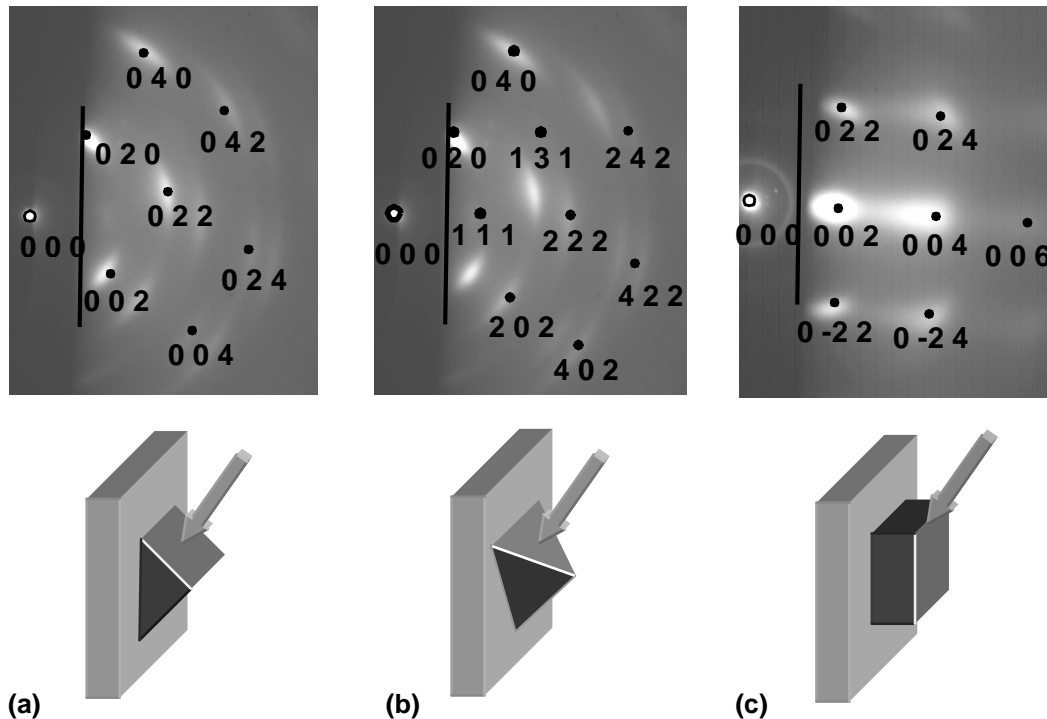 0 4 0
0 4 2
0 2 0
0 2 2
0 0 0
0 2 4
0 0 2
0 0 4
0 4 0
0 2 0
1 3 1
2 4 2
1 1 1
2 2 2
0 0 0
4 2 2
2 0 2
4 0 2
0 2 2
0 2 4
0 0 0
0 0 2
0 0 4
0 0 6
0 -2 2
0 -2 4
(a)
(b)
(c)